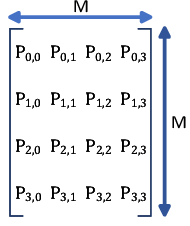 M
P0,0 P0,1 P0,2 P0,3
P1,0 P1,1 P1,2 P1,3
M
P2,0 P2,1 P2,2 P2,3
P3,0 P3,1 P3,2 P3,3